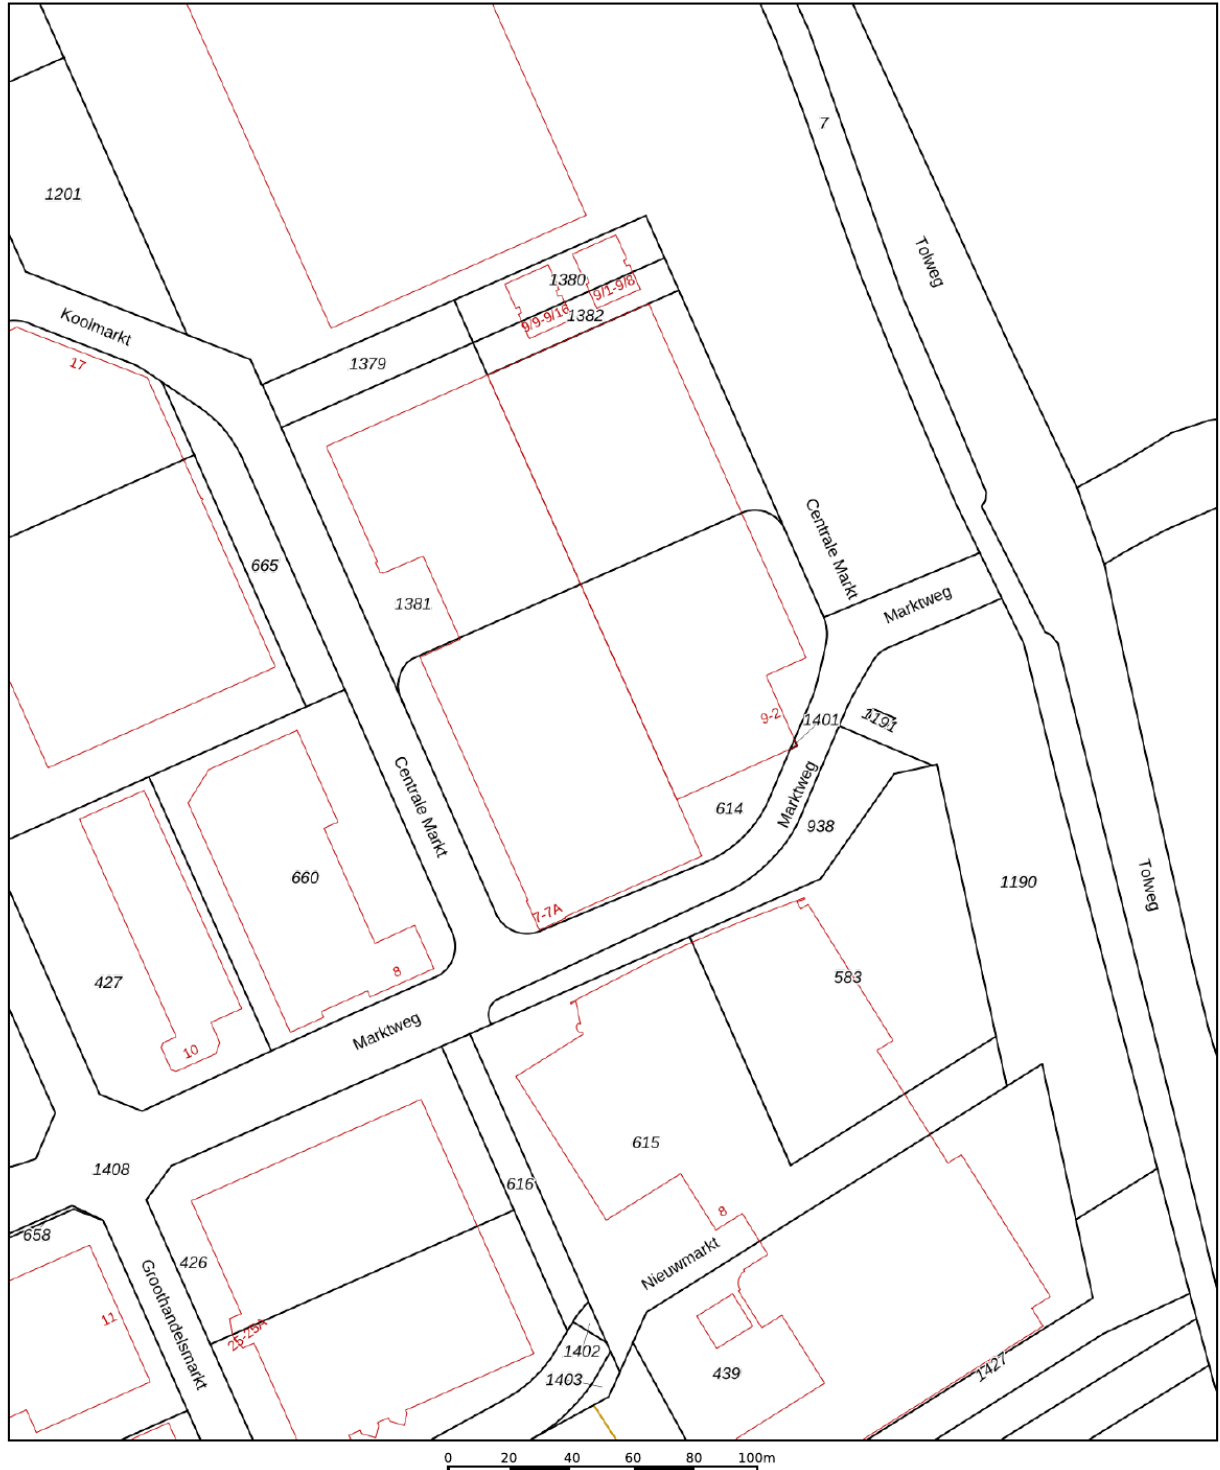 7
1201
Tolweg
Koolmarkt
1380
9/1-9/8
9/9-9/16
1382
17
1379
Centrale Markt
665
1381
Marktweg
9-2
1401
1191
Centrale Markt
Marktweg
614
938
660
1190
Tolweg
7-7A
8
583
427
Marktweg
10
615
1408
616
8
658
426
Nieuwmarkt
Groothandelsmarkt
11
25-25A
1402
1403
439
1427
0 20 40 60 80 100m